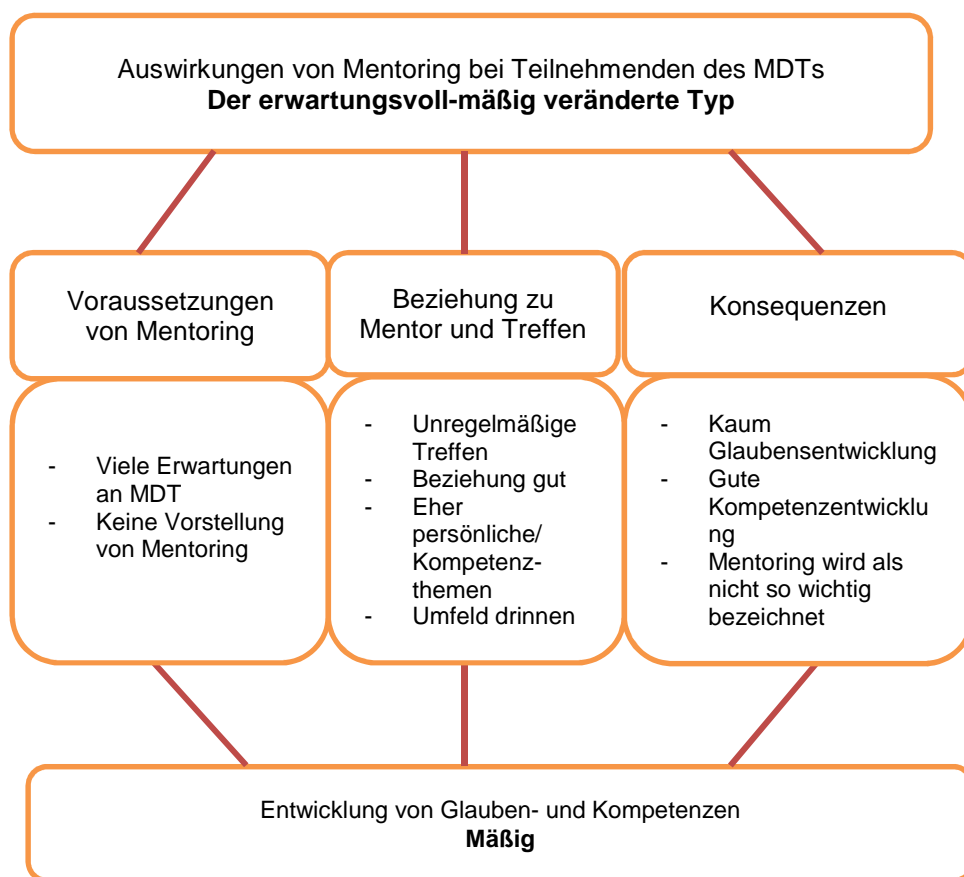 Auswirkungen von Mentoring bei Teilnehmenden des MDTs
Der erwartungsvoll-mäßig veränderte Typ
Voraussetzungen
von Mentoring
Beziehung zu
Mentor und Treffen
Konsequenzen
- Viele Erwartungen
an MDT
- Keine Vorstellung
von Mentoring
- Unregelmäßige
Treffen
- Beziehung gut
- Eher
persönliche/
Kompetenz-
themen
- Umfeld drinnen
- Kaum
Glaubensentwicklung
- Gute
Kompetenzentwicklu
ng
- Mentoring wird als
nicht so wichtig
bezeichnet
Entwicklung von Glauben- und Kompetenzen
Mäßig